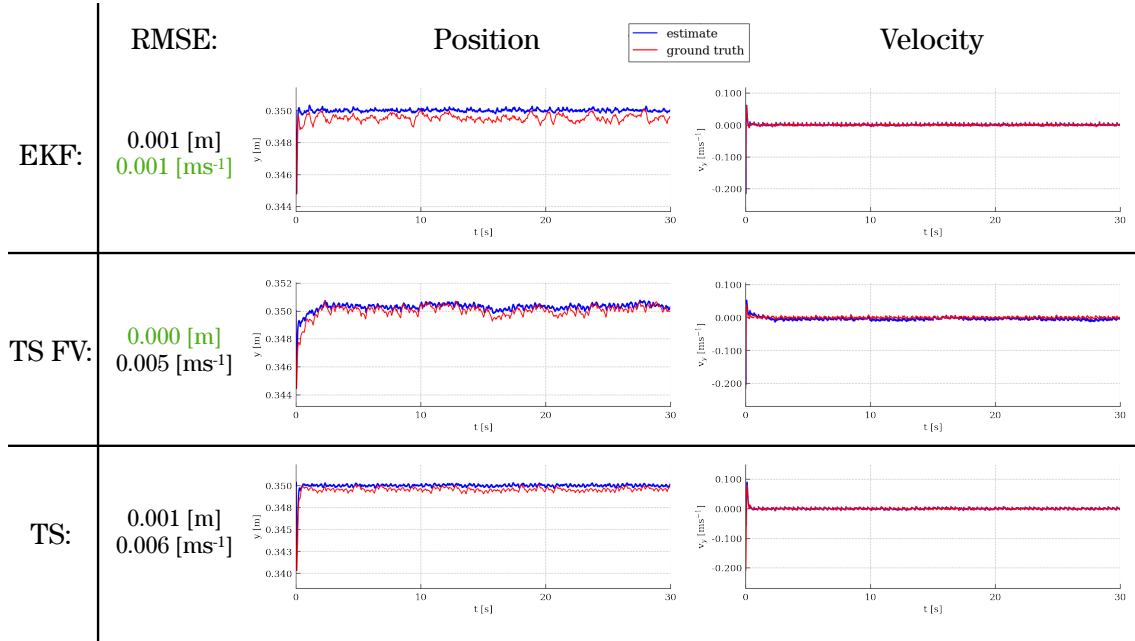 RMSE:
Position
estimate
ground truth
Velocity
EKF:
0.001 [m]
0.001 [ms⁻¹]
y [m]
0.350
0.348
0.346
0.344
0
10
20
30
t [s]
v_y [ms⁻¹]
0.100
0.000
-0.100
-0.200
0
10
20
30
t [s]
TS FV:
0.000 [m]
0.005 [ms⁻¹]
y [m]
0.352
0.350
0.348
0.346
0.344
0
10
20
30
t [s]
v_y [ms⁻¹]
0.100
0.000
-0.100
-0.200
0
10
20
30
t [s]
TS:
0.001 [m]
0.006 [ms⁻¹]
y [m]
0.350
0.348
0.345
0.343
0.340
0
10
20
30
t [s]
v_y [ms⁻¹]
0.100
0.000
-0.100
-0.200
0
10
20
30
t [s]